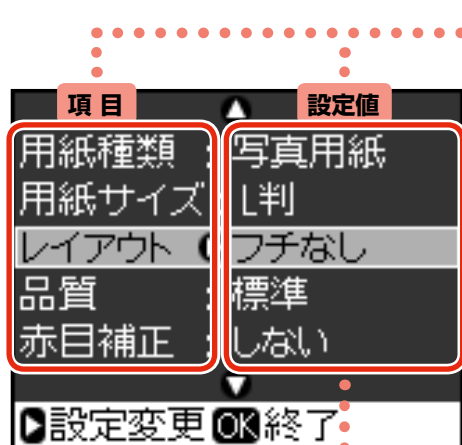 項目 設定値
用紙種類 : 写真用紙
用紙サイズ : L判
レイアウト フチなし
品質 : 標準
赤目補正 : しない
設定変更 OK 終了